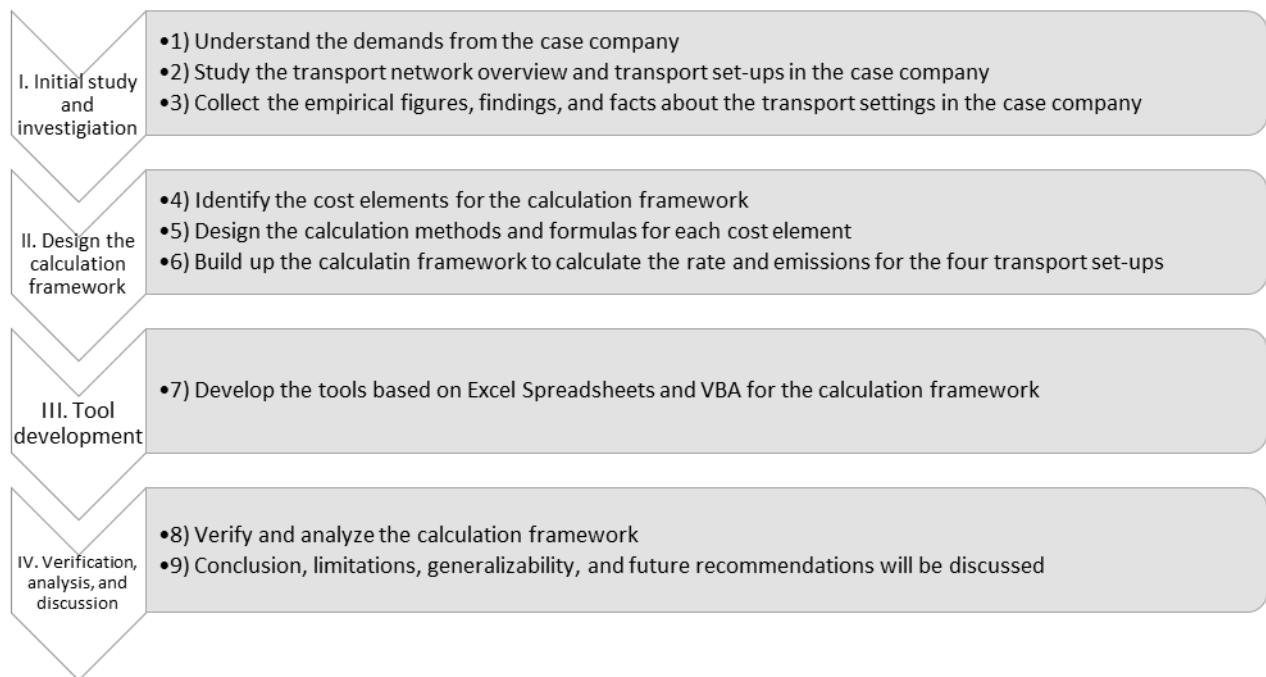 I. Initial study
and
investigiation
•1) Understand the demands from the case company
•2) Study the transport network overview and transport set-ups in the case company
•3) Collect the empirical figures, findings, and facts about the transport settings in the case company
II. Design the
calculation
framework
•4) Identify the cost elements for the calculation framework
•5) Design the calculation methods and formulas for each cost element
•6) Build up the calculatin framework to calculate the rate and emissions for the four transport set-ups
III. Tool
development
•7) Develop the tools based on Excel Spreadsheets and VBA for the calculation framework
IV. Verification,
analysis, and
discussion
•8) Verify and analyze the calculation framework
•9) Conclusion, limitations, generalizability, and future recommendations will be discussed